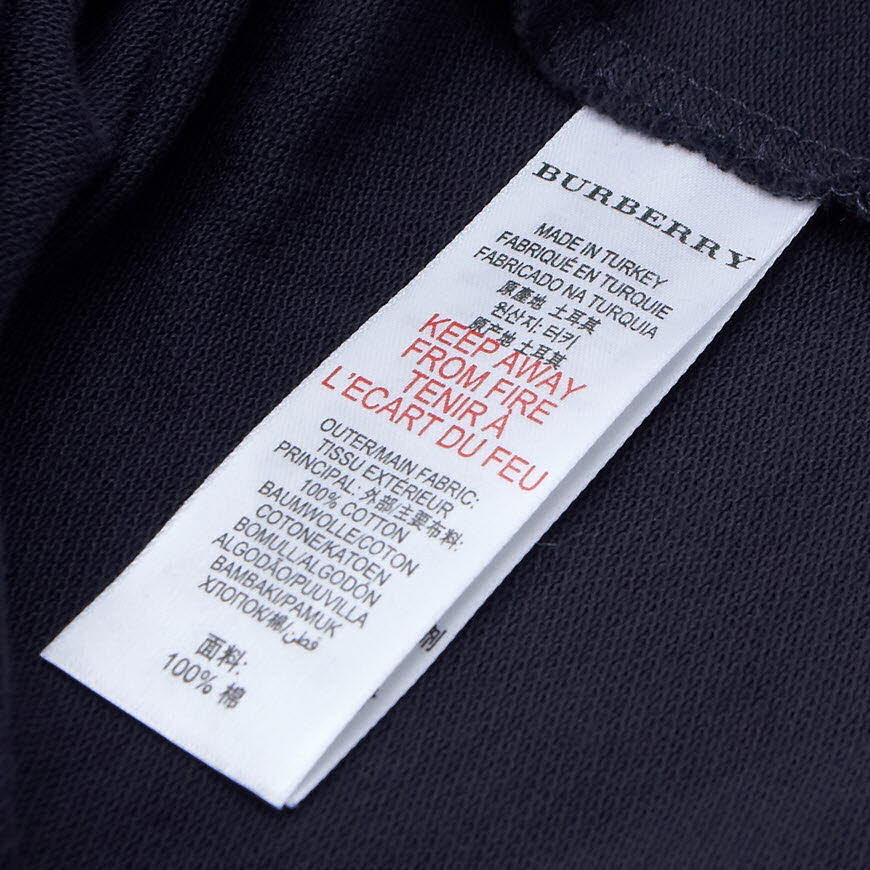 BURBERRY
MADE IN TURKEY
FABRIQUÉ EN TURQUIE
FABRICADO NA TURQUIA
原產地: 土耳其
원산지: 터키
原产地 土耳其
KEEP AWAY
FROM FIRE
TENIR À
L'ECART DU FEU
OUTER/MAIN FABRIC:
TISSU EXTÉRIEUR
PRINCIPAL: 外部/主要布料:
100% COTTON
BAUMWOLLE/COTON
COTONE/KATOEN
BOMULL/ALGODÓN
ALGODÃO/PUUVILLA
BAMBAKI/PAMUK
ХЛОПОК/棉/قطن
面料:
100% 棉
剂